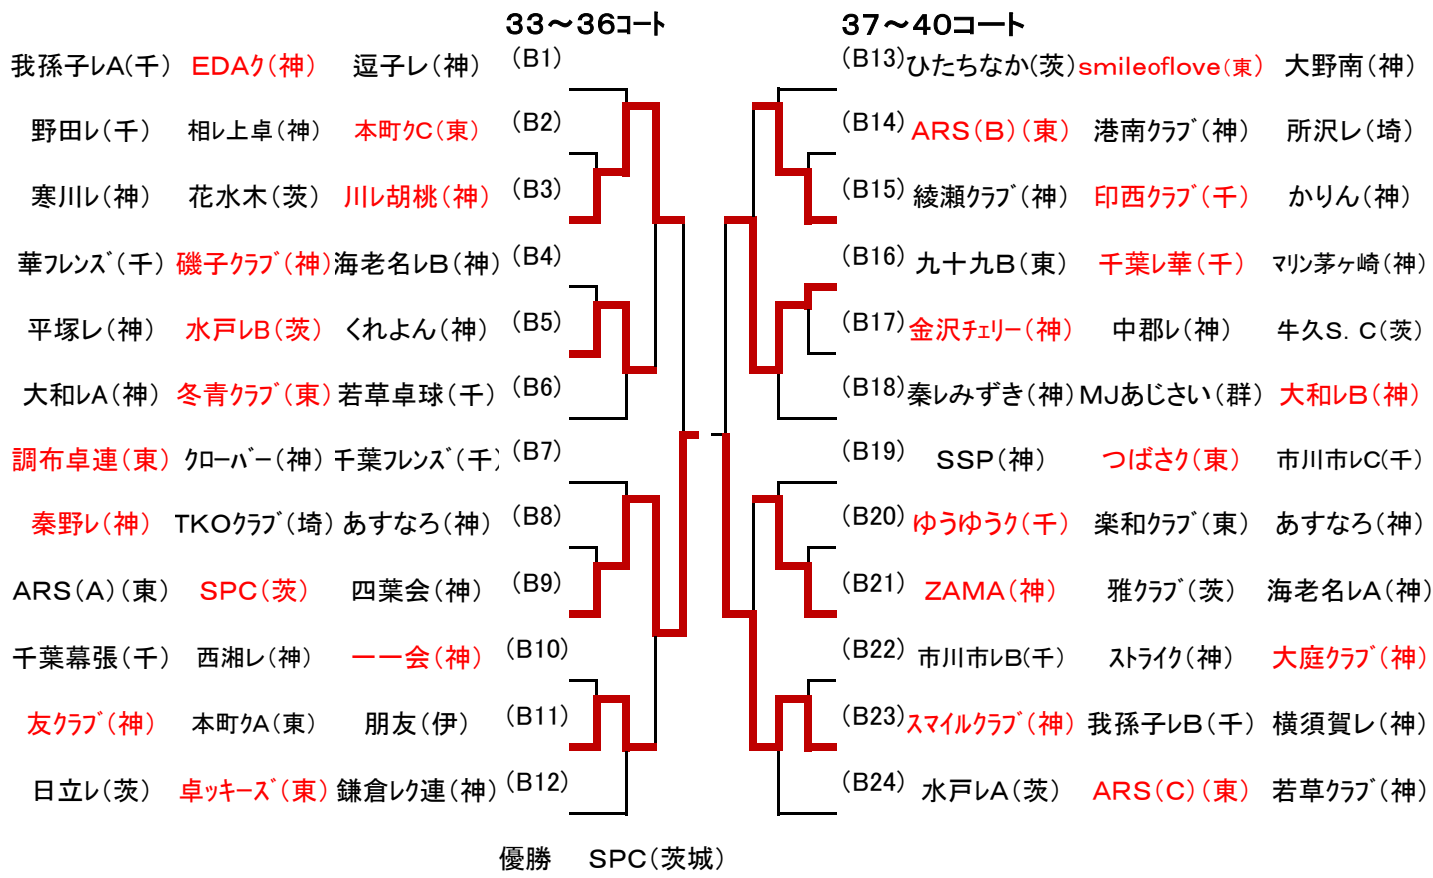 33～36ｺｰﾄ 37～40コート
我孫子ﾚA(千) EDAｸ(神) 逗子レ(神) (B1) (B13) ひたちなか(茨) smileoflove(東) 大野南(神)
野田レ(千) 相ﾚ上卓(神) 本町ｸC(東) (B2) (B14) ARS(B)(東) 港南ｸﾗﾌﾞ(神) 所沢レ(埼)
寒川レ(神) 花水木(茨) 川ﾚ胡桃(神) (B3) (B15) 綾瀬ｸﾗﾌﾞ(神) 印西ｸﾗﾌﾞ(千) かりん(神)
華ﾌﾚﾝｽﾞ(千) 磯子ｸﾗﾌﾞ(神) 海老名ﾚB(神) (B4) (B16) 九十九B(東) 千葉ﾚ華(千) ﾏﾘﾝ茅ヶ崎(神)
平塚レ(神) 水戸ﾚB(茨) くれよん(神) (B5) (B17) 金沢ﾁｪﾘｰ(神) 中郡レ(神) 牛久S．C(茨)
大和ﾚA(神) 冬青ｸﾗﾌﾞ(東) 若草卓球(千) (B6) (B18) 秦ﾚみずき(神) MJあじさい(群) 大和ﾚB(神)
調布卓連(東) ｸﾛｰﾊﾞｰ(神) 千葉ﾌﾚﾝｽﾞ(千) (B7) (B19) SSP(神) つばさｸ(東) 市川市ﾚC(千)
秦野ﾚ(神) TKOｸﾗﾌﾞ(埼) あすなろ(神) (B8) (B20) ゆうゆうｸ(千) 楽和ｸﾗﾌﾞ(東) あすなろ(神)
ARS(A)(東) SPC(茨) 四葉会(神) (B9) (B21) ZAMA(神) 雅ｸﾗﾌﾞ(茨) 海老名ﾚA(神)
千葉幕張(千) 西湘ﾚ(神) 一一会(神) (B10) (B22) 市川市ﾚB(千) ｽﾄﾗｲｸ(神) 大庭ｸﾗﾌﾞ(神)
友ｸﾗﾌﾞ(神) 本町ｸA(東) 朋友(伊) (B11) (B23) ｽﾏｲﾙｸﾗﾌﾞ(神) 我孫子ﾚB(千) 横須賀ﾚ(神)
日立ﾚ(茨) 卓ｯｷｰｽﾞ(東) 鎌倉ﾚｸ連(神) (B12) (B24) 水戸ﾚA(茨) ARS(C)(東) 若草ｸﾗﾌﾞ(神)
優勝 SPC(茨城)